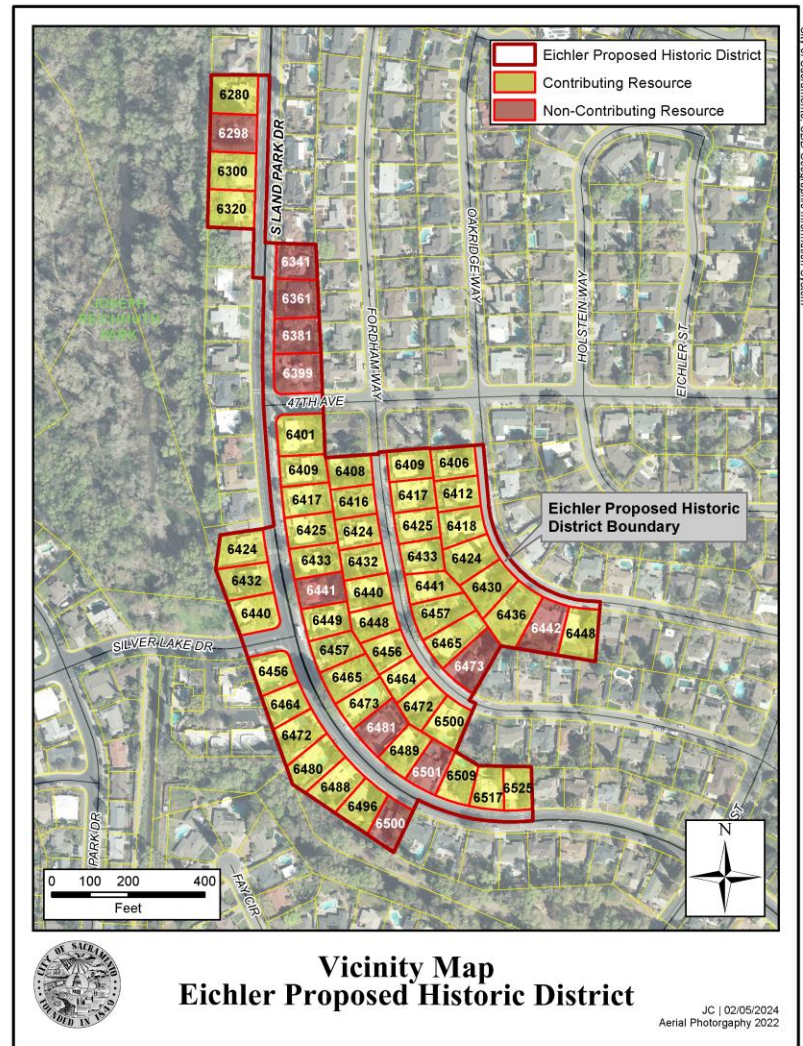 Eichler Proposed Historic District
Contributing Resource
Non-Contributing Resource
6280
6298
6300
6320
S LAND PARK DR
6341
6361
6381
6399
FORDHAM WAY
OAKRIDGE WAY
HOLSTEIN WAY
EICHLER ST
47TH AVE
6401
6409
6408
6409
6406
6417
6416
6417
6412
6425
6424
6425
6418
Eichler Proposed Historic
District Boundary
6424
6433
6432
6433
6424
6432
6441
6440
6441
6430
6440
6449
6448
6457
6436
6442
6448
SILVER LAKE DR
6457
6456
6465
6473
6456
6465
6464
6464
6473
6472
6500
6472
6481
6489
6480
6501
6509
6525
6488
6517
6496
6500
PARK DR
FAY CIR
ST
N
0 100 200 400
Feet
CITY OF SACRAMENTO
Vicinity Map
Eichler Proposed Historic District
JC | 02/05/2024
Aerial Photorgaphy 2022